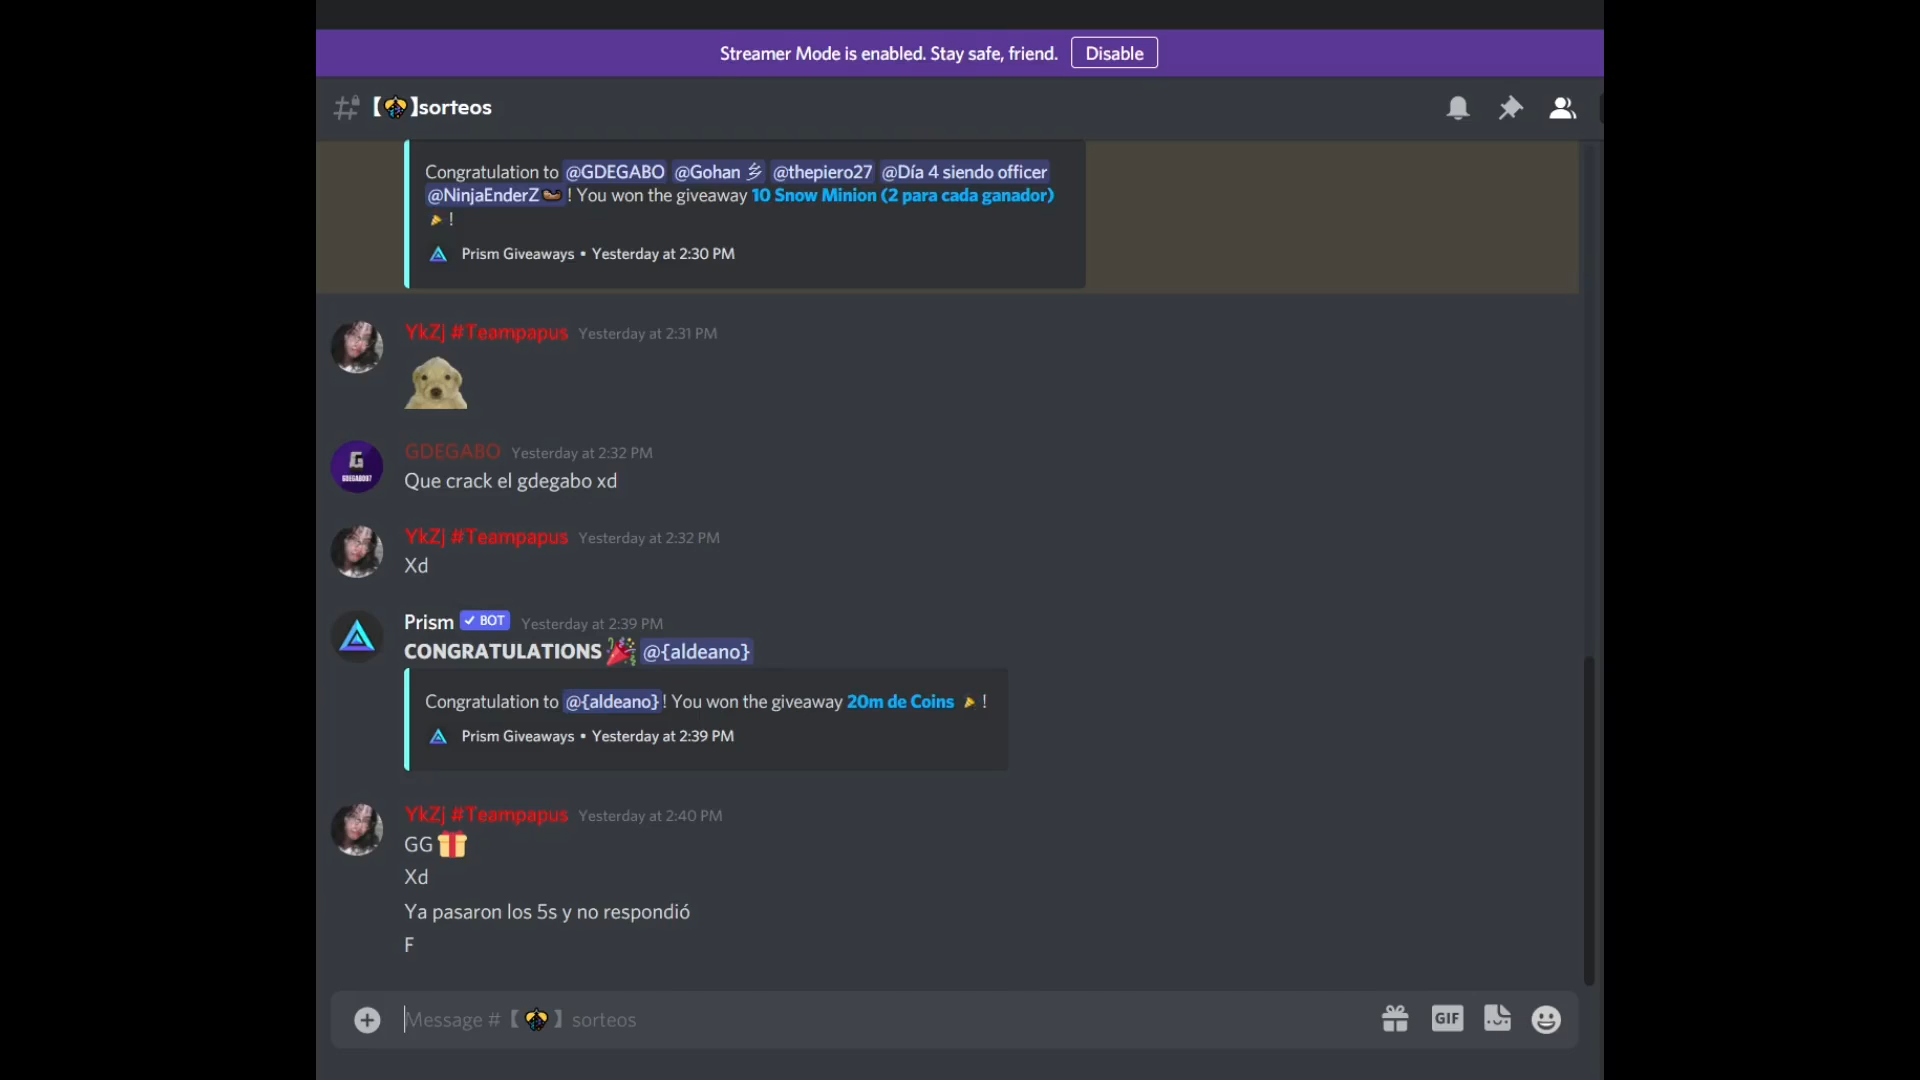 Streamer Mode is enabled. Stay safe, friend. Disable
【】sorteos
Congratulation to @GDEGABO @Gohan 乡 @thepiero27 @Día 4 siendo officer
@NinjaEnderZ ! You won the giveaway 10 Snow Minion (2 para cada ganador)
!
Prism Giveaways • Yesterday at 2:30 PM
YkZj #Teampapus Yesterday at 2:31 PM
GDEGABO Yesterday at 2:32 PM
Que crack el gdegabo xd
YkZj #Teampapus Yesterday at 2:32 PM
Xd
Prism ✓ BOT Yesterday at 2:39 PM
CONGRATULATIONS 🎉 @{aldeano}
Congratulation to @{aldeano}! You won the giveaway 20m de Coins !
Prism Giveaways • Yesterday at 2:39 PM
YkZj #Teampapus Yesterday at 2:40 PM
GG 🎁
Xd
Ya pasaron los 5s y no respondió
F
Message #【】sorteos
GIF